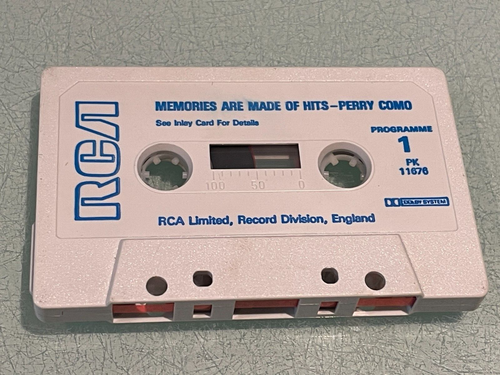 RCA
MEMORIES ARE MADE OF HITS-PERRY COMO
See Inlay Card For Details
PROGRAMME
1
PK
11676
100 50 0
DOLBY SYSTEM
RCA Limited, Record Division, England